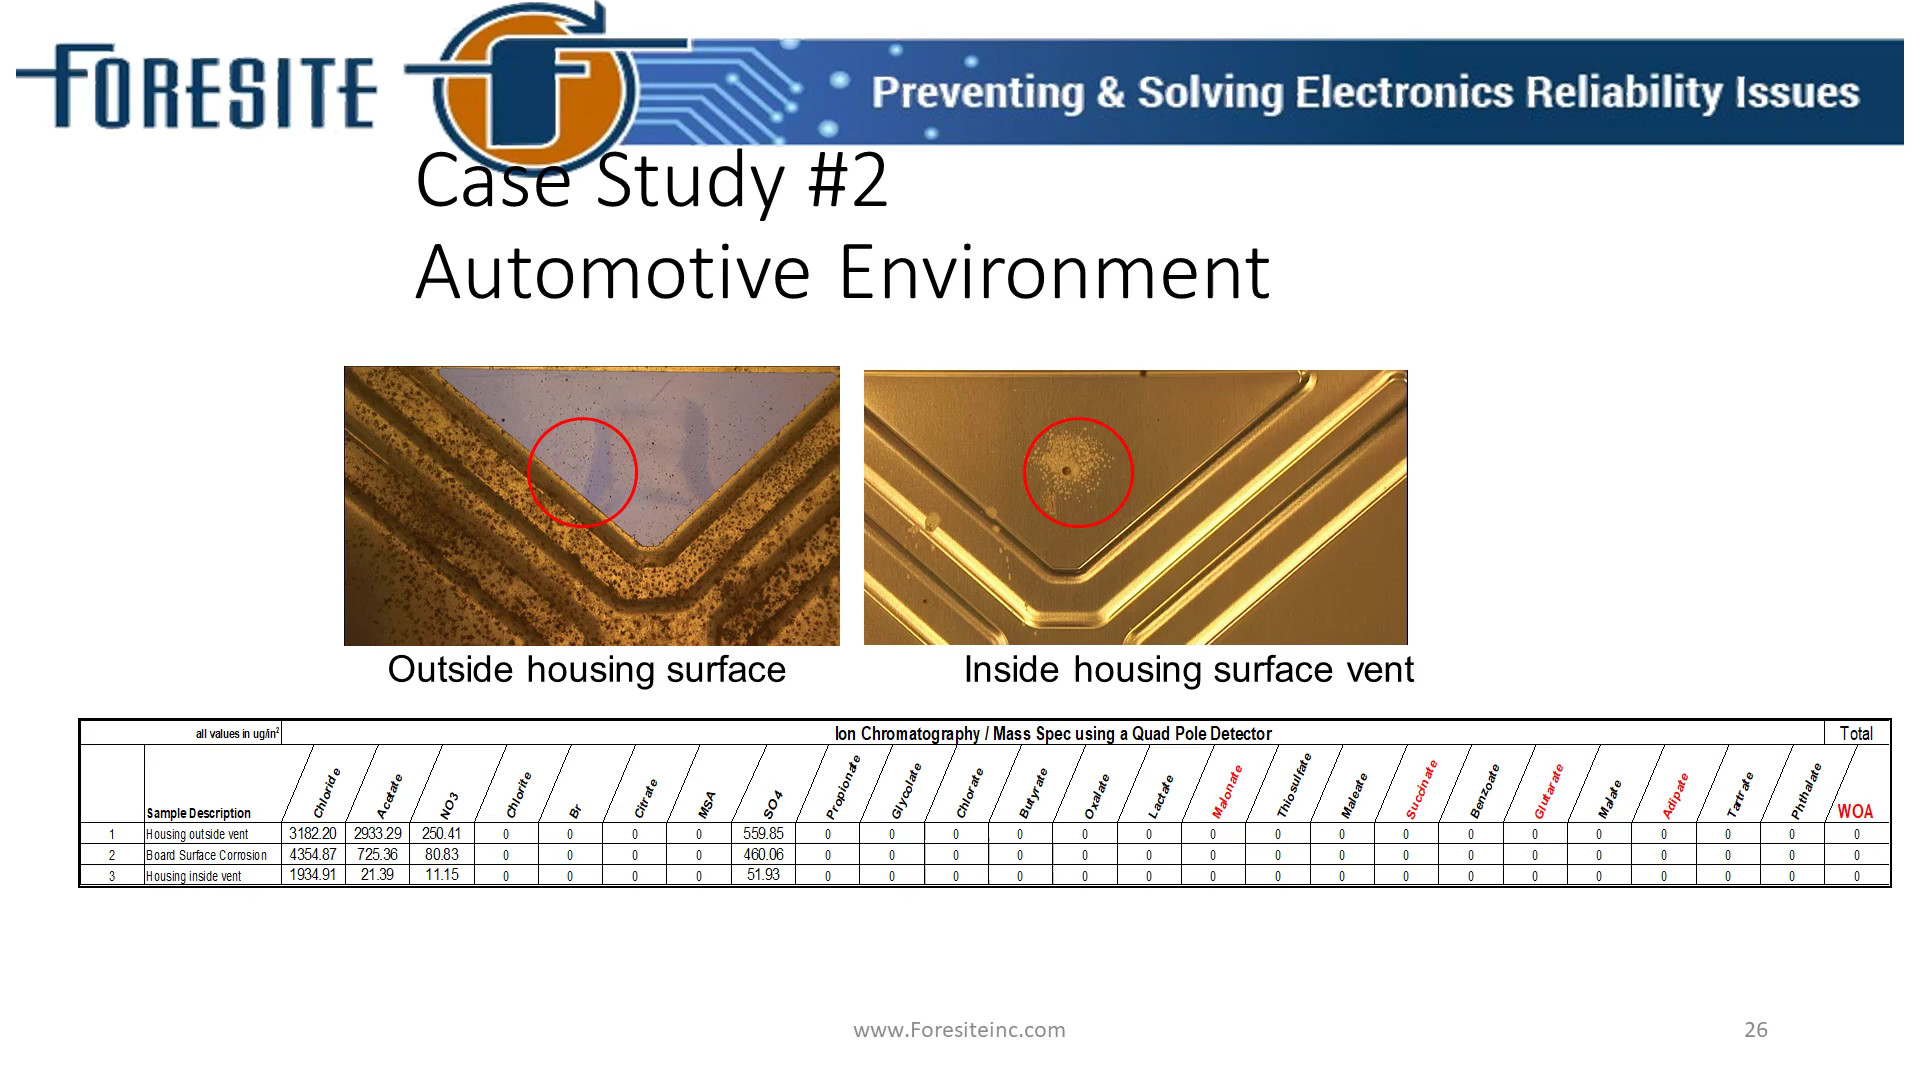 FORESITE
Preventing & Solving Electronics Reliability Issues
Case Study #2
Automotive Environment
Outside housing surface
Inside housing surface vent
all values in ug/in² Ion Chromatography / Mass Spec using a Quad Pole Detector Total
Sample Description Chloride Acetate NO3 Chlorite Br Citrate MSA SO4 Propionate Glycolate Chlorate Butyrate Oxalate Lactate Malonate Thiosulfate Maleate Succinate Benzoate Glutarate Malate Adipate Tartrate Phthalate WOA
1 Housing outside vent 3182.20 2933.29 250.41 0 0 0 0 559.85 0 0 0 0 0 0 0 0 0 0 0 0 0 0 0 0 0
2 Board Surface Corrosion 4354.87 725.36 80.83 0 0 0 0 460.06 0 0 0 0 0 0 0 0 0 0 0 0 0 0 0 0 0
3 Housing inside vent 1934.91 21.39 11.15 0 0 0 0 51.93 0 0 0 0 0 0 0 0 0 0 0 0 0 0 0 0 0
www.Foresiteinc.com
26